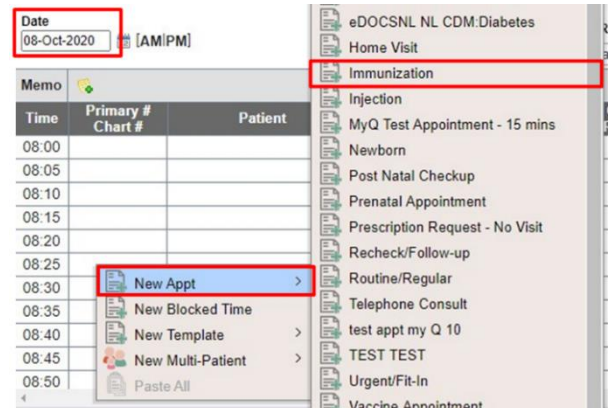 Date
08-Oct-2020 [AM|PM]
Memo
Time Primary # Chart # Patient
08:00
08:05
08:10
08:15
08:20
08:25
08:30
08:35
08:40
08:45
08:50
New Appt >
New Blocked Time
New Template >
New Multi-Patient >
Paste All
eDOCSNL NL CDM:Diabetes
Home Visit
Immunization
Injection
MyQ Test Appointment - 15 mins
Newborn
Post Natal Checkup
Prenatal Appointment
Prescription Request - No Visit
Recheck/Follow-up
Routine/Regular
Telephone Consult
test appt my Q 10
TEST TEST
Urgent/Fit-In
Vaccine Appointment